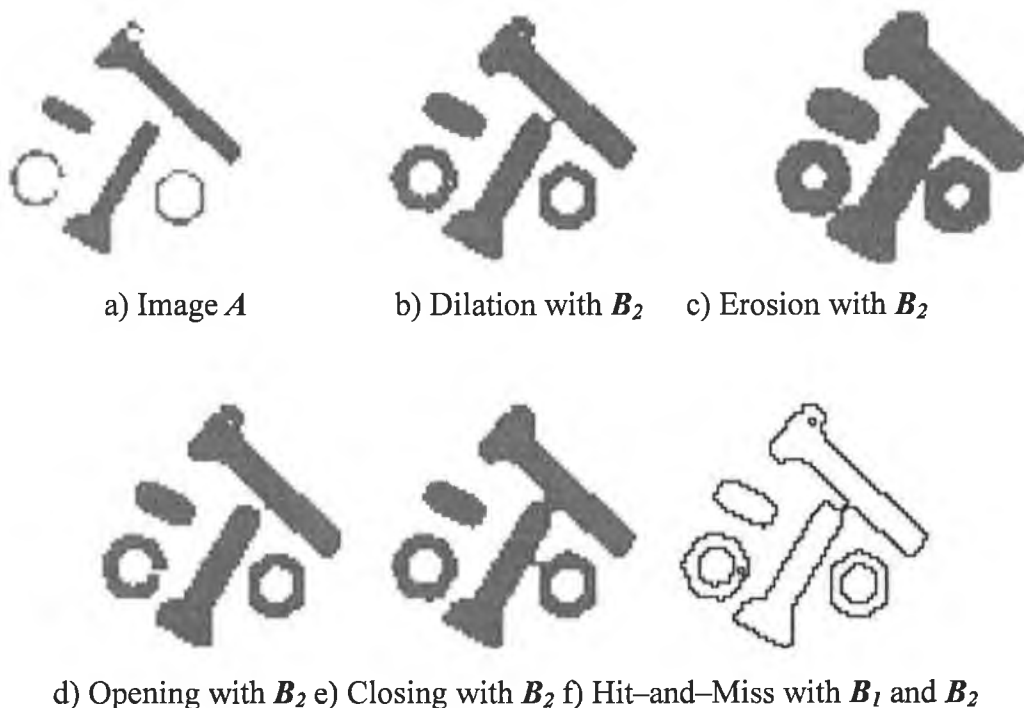 a) Image A b) Dilation with B2 c) Erosion with B2
d) Opening with B2 e) Closing with B2 f) Hit–and–Miss with B1 and B2